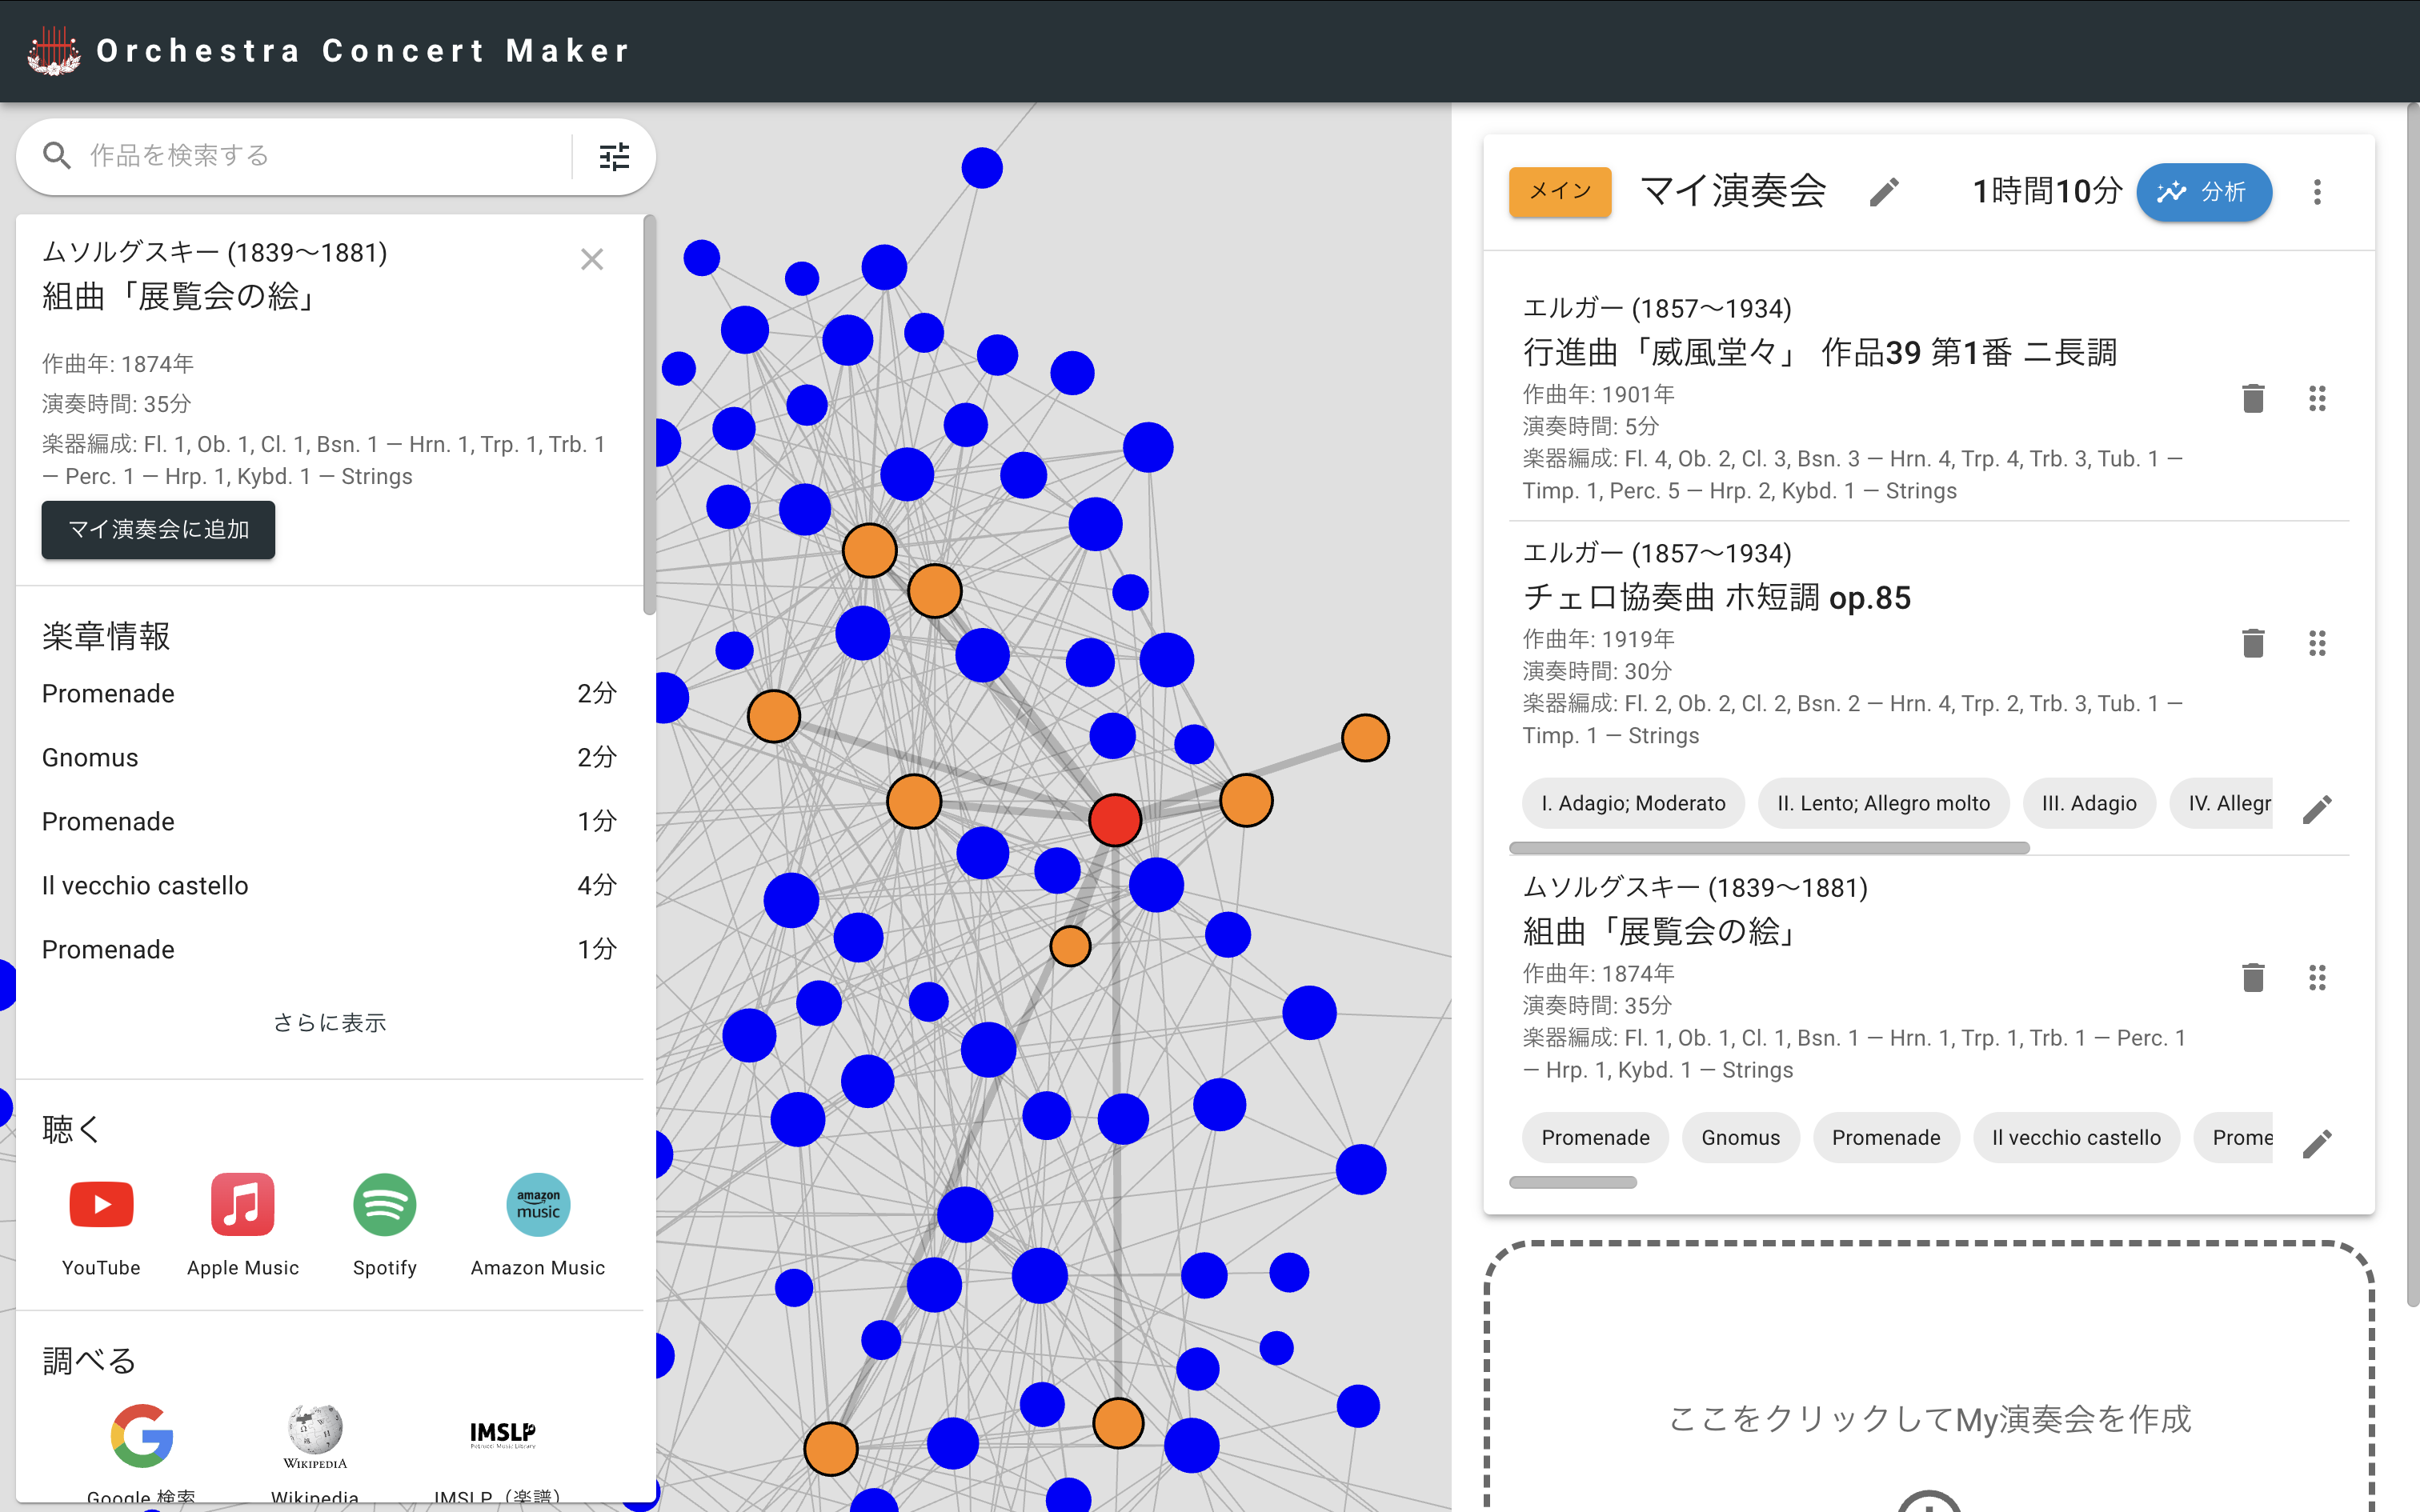 Orchestra Concert Maker
作品を検索する
ムソルグスキー (1839〜1881)
組曲「展覧会の絵」
作曲年: 1874年
演奏時間: 35分
楽器編成: Fl. 1, Ob. 1, Cl. 1, Bsn. 1 — Hrn. 1, Trp. 1, Trb. 1
— Perc. 1 — Hrp. 1, Kybd. 1 — Strings
マイ演奏会に追加
楽章情報
Promenade 2分
Gnomus 2分
Promenade 1分
Il vecchio castello 4分
Promenade 1分
さらに表示
聴く
amazon
music
YouTube Apple Music Spotify Amazon Music
調べる
WIKIPEDIA
IMSLP
Petrucci Music Library
Google 検索 Wikipedia IMSLP（楽譜）
メイン マイ演奏会 1時間10分 分析
エルガー (1857〜1934)
行進曲「威風堂々」 作品39 第1番 ニ長調
作曲年: 1901年
演奏時間: 5分
楽器編成: Fl. 4, Ob. 2, Cl. 3, Bsn. 3 — Hrn. 4, Trp. 4, Trb. 3, Tub. 1 —
Timp. 1, Perc. 5 — Hrp. 2, Kybd. 1 — Strings
エルガー (1857〜1934)
チェロ協奏曲 ホ短調 op.85
作曲年: 1919年
演奏時間: 30分
楽器編成: Fl. 2, Ob. 2, Cl. 2, Bsn. 2 — Hrn. 4, Trp. 2, Trb. 3, Tub. 1 —
Timp. 1 — Strings
I. Adagio; Moderato II. Lento; Allegro molto III. Adagio IV. Allegr
ムソルグスキー (1839〜1881)
組曲「展覧会の絵」
作曲年: 1874年
演奏時間: 35分
楽器編成: Fl. 1, Ob. 1, Cl. 1, Bsn. 1 — Hrn. 1, Trp. 1, Trb. 1 — Perc. 1
— Hrp. 1, Kybd. 1 — Strings
Promenade Gnomus Promenade Il vecchio castello Prome
ここをクリックしてMy演奏会を作成